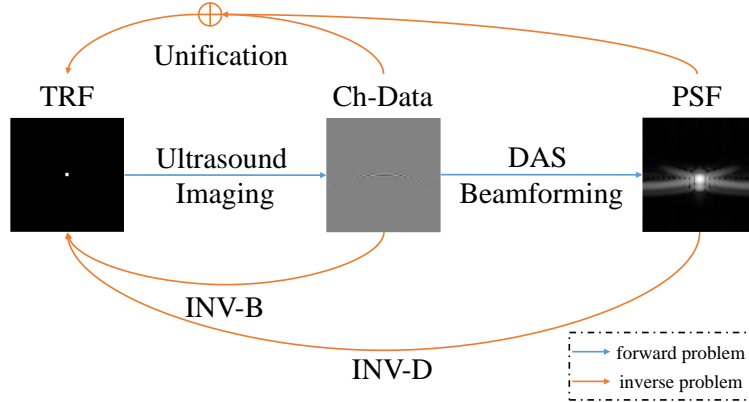 Unification
TRF
Ch-Data
PSF
Ultrasound
Imaging
DAS
Beamforming
INV-B
INV-D
forward problem
inverse problem